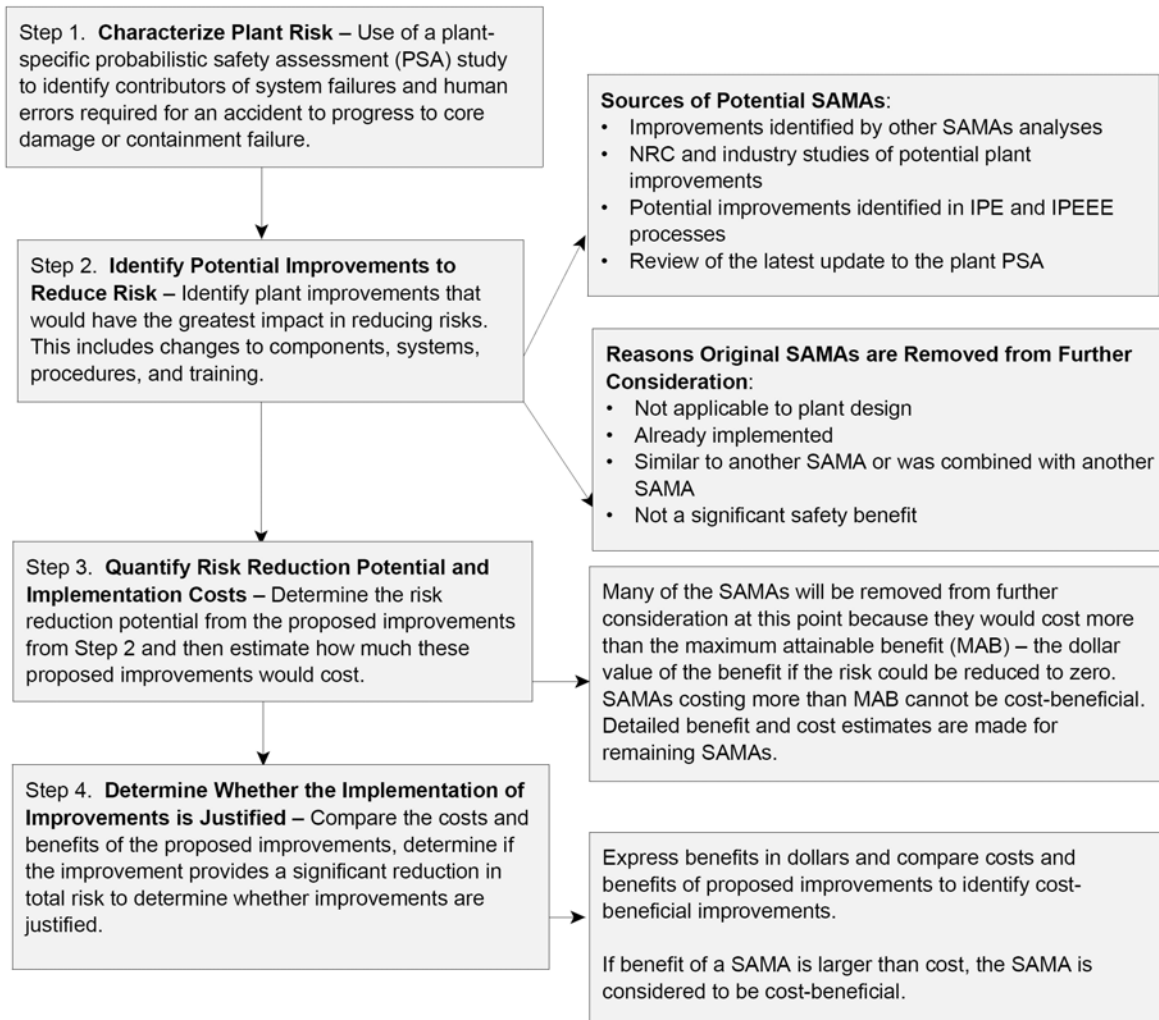 Step 1. Characterize Plant Risk – Use of a plant-
specific probabilistic safety assessment (PSA) study
to identify contributors of system failures and human
errors required for an accident to progress to core
damage or containment failure.
Step 2. Identify Potential Improvements to
Reduce Risk – Identify plant improvements that
would have the greatest impact in reducing risks.
This includes changes to components, systems,
procedures, and training.
Sources of Potential SAMAs:
• Improvements identified by other SAMAs analyses
• NRC and industry studies of potential plant
improvements
• Potential improvements identified in IPE and IPEEE
processes
• Review of the latest update to the plant PSA
Reasons Original SAMAs are Removed from Further
Consideration:
• Not applicable to plant design
• Already implemented
• Similar to another SAMA or was combined with another
SAMA
• Not a significant safety benefit
Step 3. Quantify Risk Reduction Potential and
Implementation Costs – Determine the risk
reduction potential from the proposed improvements
from Step 2 and then estimate how much these
proposed improvements would cost.
Many of the SAMAs will be removed from further
consideration at this point because they would cost more
than the maximum attainable benefit (MAB) – the dollar
value of the benefit if the risk could be reduced to zero.
SAMAs costing more than MAB cannot be cost-beneficial.
Detailed benefit and cost estimates are made for
remaining SAMAs.
Step 4. Determine Whether the Implementation of
Improvements is Justified – Compare the costs and
benefits of the proposed improvements, determine if
the improvement provides a significant reduction in
total risk to determine whether improvements are
justified.
Express benefits in dollars and compare costs and
benefits of proposed improvements to identify cost-
beneficial improvements.
If benefit of a SAMA is larger than cost, the SAMA is
considered to be cost-beneficial.